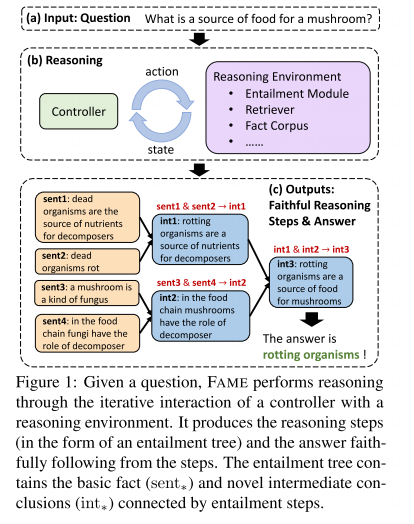 (a) Input: Question What is a source of food for a mushroom?
(b) Reasoning
Controller
action
state
Reasoning Environment
• Entailment Module
• Retriever
• Fact Corpus
• ……
(c) Outputs:
Faithful Reasoning
Steps & Answer
sent1: dead
organisms are the
source of nutrients
for decomposers
sent2: dead
organisms rot
sent3: a mushroom is
a kind of fungus
sent4: in the food
chain fungi have the
role of decomposer
sent1 & sent2 → int1
int1: rotting
organisms are a
source of nutrients
for decomposers
sent3 & sent4 → int2
int2: in the food
chain mushrooms
have the role of
decomposer
int1 & int2 → int3
int3: rotting
organisms are a
source of food
for mushrooms
The answer is
rotting organisms !
Figure 1: Given a question, FAME performs reasoning
through the iterative interaction of a controller with a
reasoning environment. It produces the reasoning steps
(in the form of an entailment tree) and the answer faith-
fully following from the steps. The entailment tree con-
tains the basic fact (sent*) and novel intermediate con-
clusions (int*) connected by entailment steps.